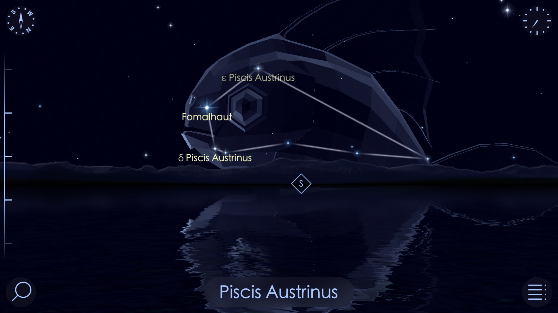 ε Piscis Austrinus
Fomalhaut
δ Piscis Austrinus
S
Piscis Austrinus